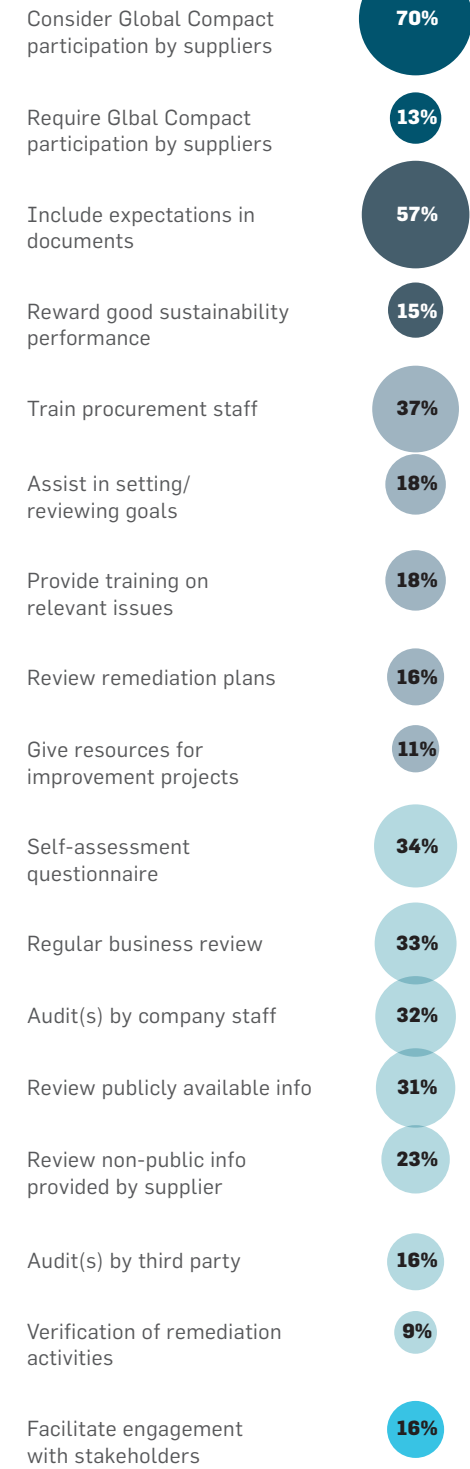 Consider Global Compact
participation by suppliers
70%
Require Glbal Compact
participation by suppliers
13%
Include expectations in
documents
57%
Reward good sustainability
performance
15%
Train procurement staff
37%
Assist in setting/
reviewing goals
18%
Provide training on
relevant issues
18%
Review remediation plans
16%
Give resources for
improvement projects
11%
Self-assessment
questionnaire
34%
Regular business review
33%
Audit(s) by company staff
32%
Review publicly available info
31%
Review non-public info
provided by supplier
23%
Audit(s) by third party
16%
Verification of remediation
activities
9%
Facilitate engagement
with stakeholders
16%